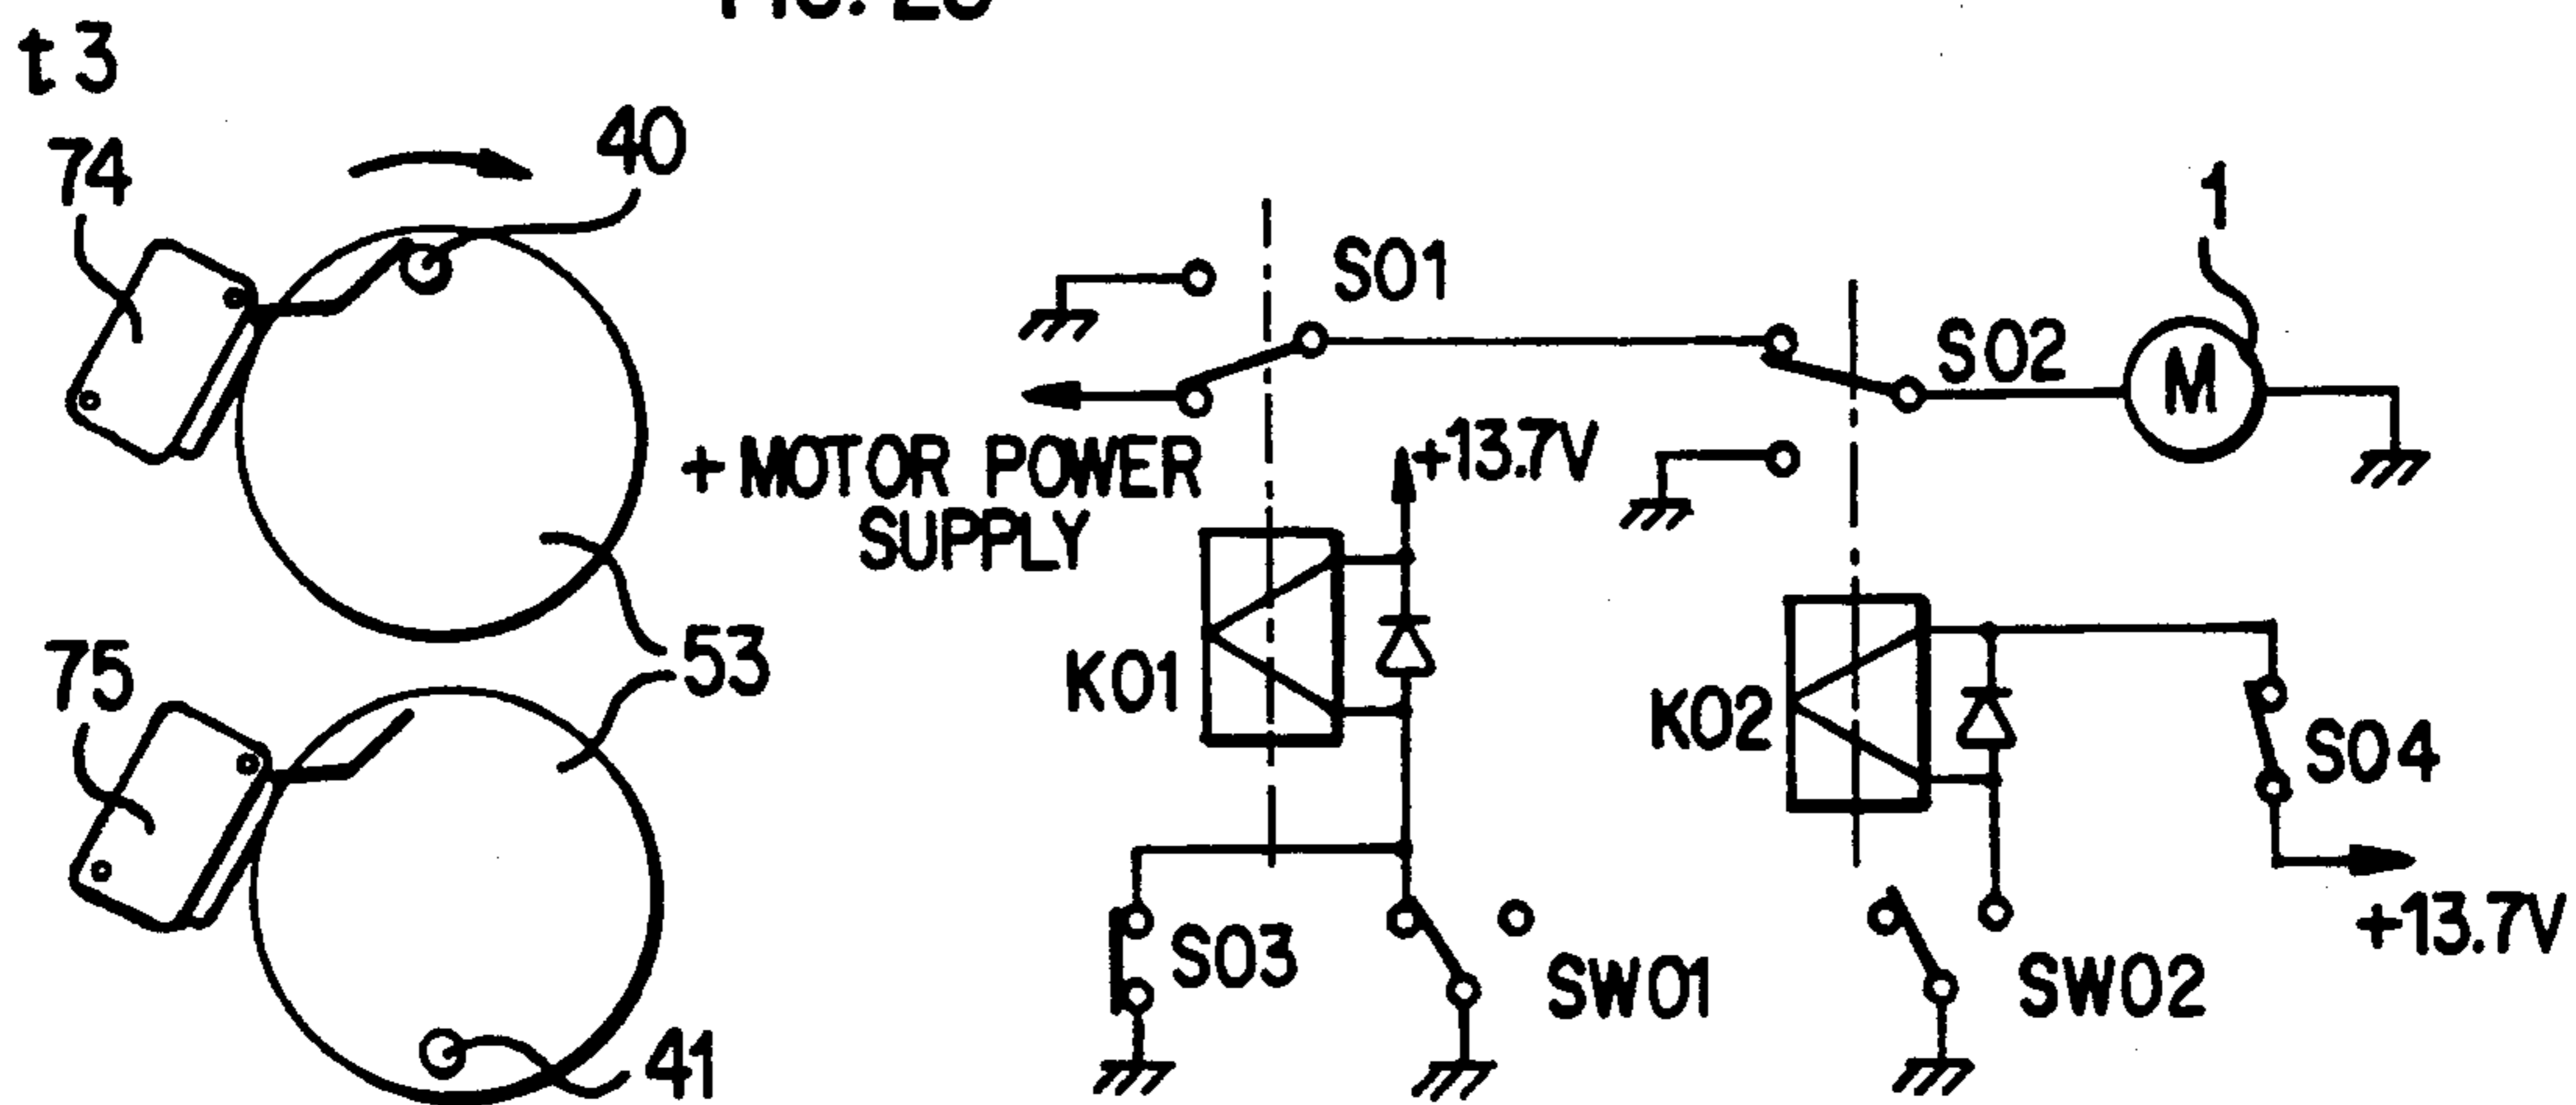 t3
74
40
1
S01
S02
M
+ MOTOR POWER
SUPPLY
+13.7V
53
K01
75
K02
S04
+13.7V
S03
SW01
SW02
41